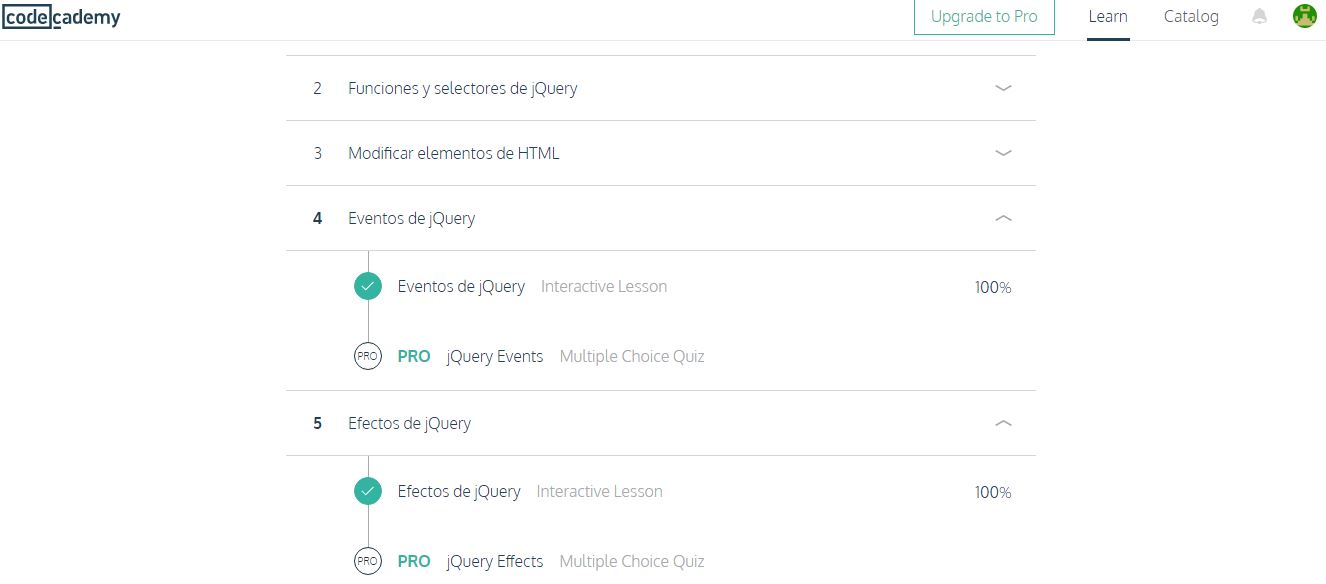 codecademy
Upgrade to Pro Learn Catalog
2 Funciones y selectores de jQuery
3 Modificar elementos de HTML
4 Eventos de jQuery
Eventos de jQuery Interactive Lesson 100%
PRO PRO jQuery Events Multiple Choice Quiz
5 Efectos de jQuery
Efectos de jQuery Interactive Lesson 100%
PRO PRO jQuery Effects Multiple Choice Quiz